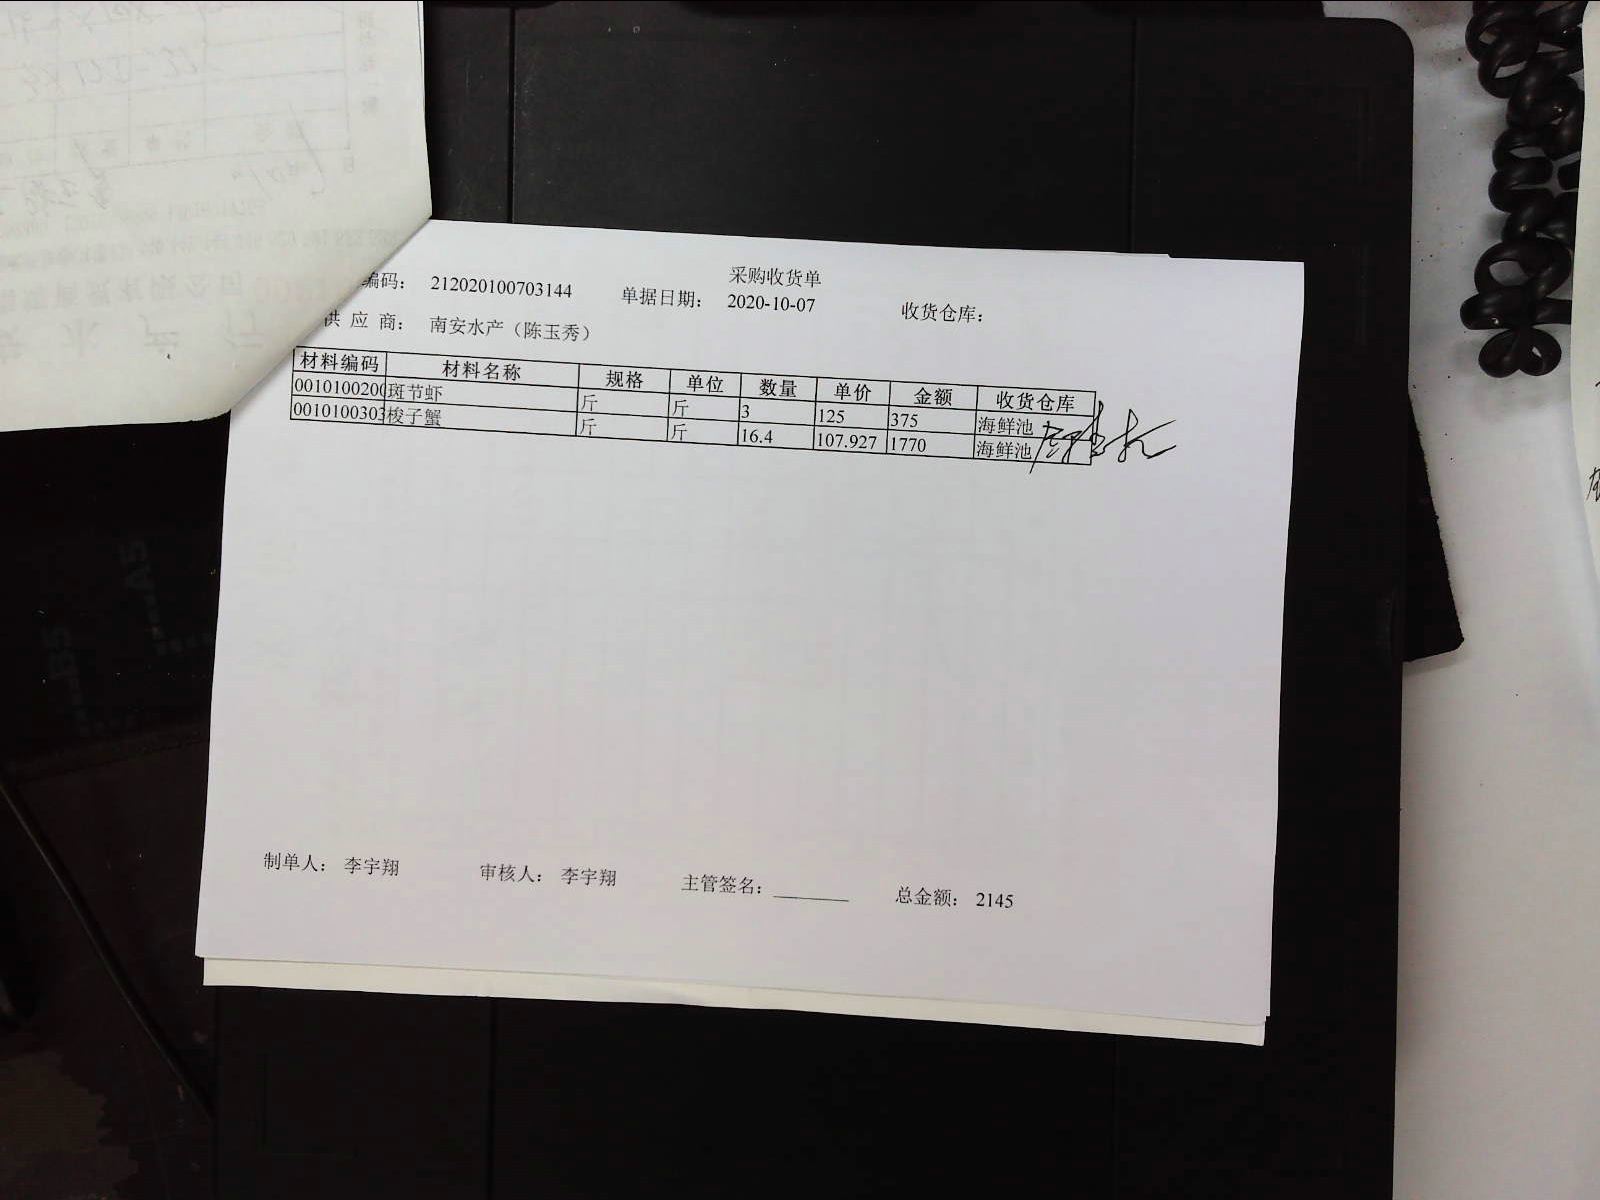 采购收货单
编码： 212020100703144 单据日期： 2020-10-07 收货仓库：
供 应 商： 南安水产（陈玉秀）
材料编码 材料名称 规格 单位 数量 单价 金额 收货仓库
0010100200 斑节虾 斤 斤 3 125 375 海鲜池
0010100303 梭子蟹 斤 斤 16.4 107.927 1770 海鲜池
制单人： 李宇翔 审核人： 李宇翔 主管签名： 总金额： 2145